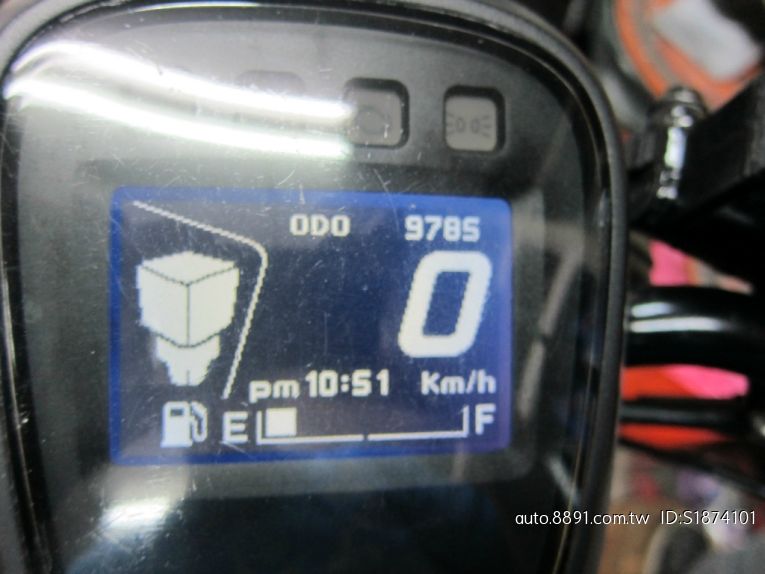 ODO 9785
0
pm 10:51 Km/h
E F
auto.8891.com.tw ID:S1874101